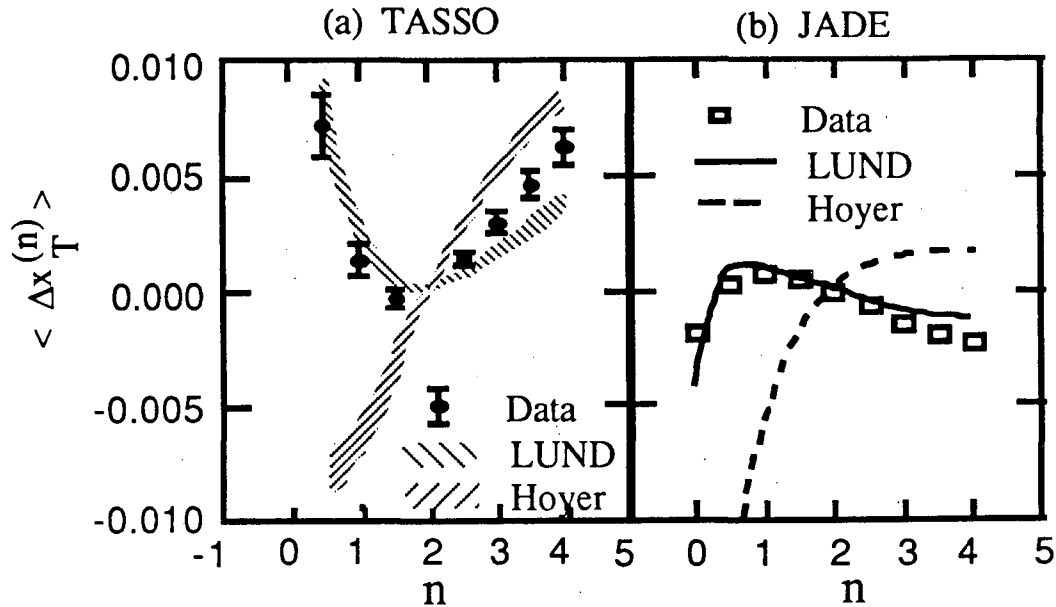 (a) TASSO
(b) JADE
< Δx_T^(n) >
0.010
0.005
0.000
-0.005
-0.010
Data
LUND
Hoyer
-1 0 1 2 3 4 5
n
Data
LUND
Hoyer
0 1 2 3 4 5
n